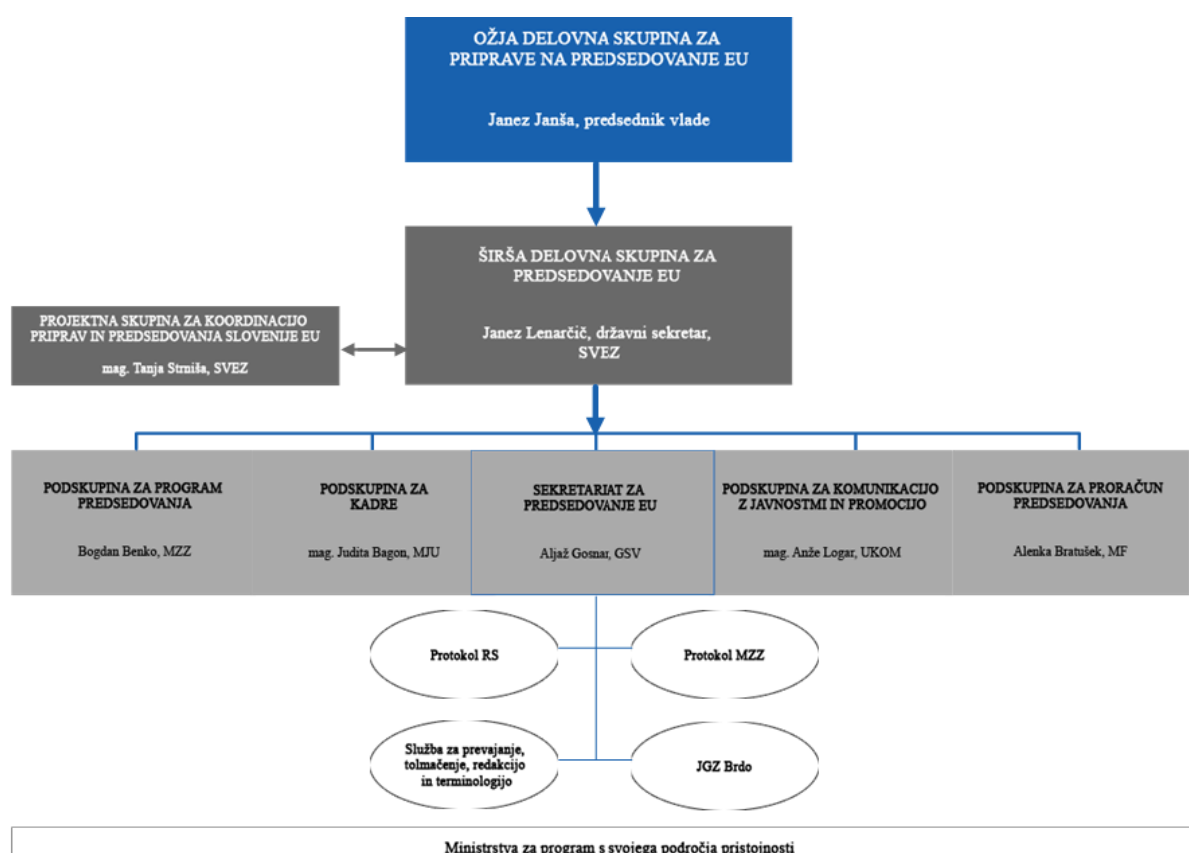 OŽJA DELOVNA SKUPINA ZA
PRIPRAVE NA PREDSEDOVANJE EU
Janez Janša, predsednik vlade
ŠIRŠA DELOVNA SKUPINA ZA
PREDSEDOVANJE EU
Janez Lenarčič, državni sekretar,
SVEZ
PROJEKTNA SKUPINA ZA KOORDINACIJO
PRIPRAV IN PREDSEDOVANJA SLOVENIJE EU
mag. Tanja Strniša, SVEZ
PODSKUPINA ZA PROGRAM
PREDSEDOVANJA
Bogdan Benko, MZZ
PODSKUPINA ZA
KADRE
mag. Judita Bagon, MJU
SEKRETARIAT ZA
PREDSEDOVANJE EU
Aljaž Gosnar, GSV
PODSKUPINA ZA KOMUNIKACIJO
Z JAVNOSTMI IN PROMOCIJO
mag. Anže Logar, UKOM
PODSKUPINA ZA PRORAČUN
PREDSEDOVANJA
Alenka Bratušek, MF
Protokol RS
Protokol MZZ
Služba za prevajanje,
tolmačenje, redakcijo
in terminologijo
JGZ Brdo
Ministrstva za program s svojega področja pristojnosti